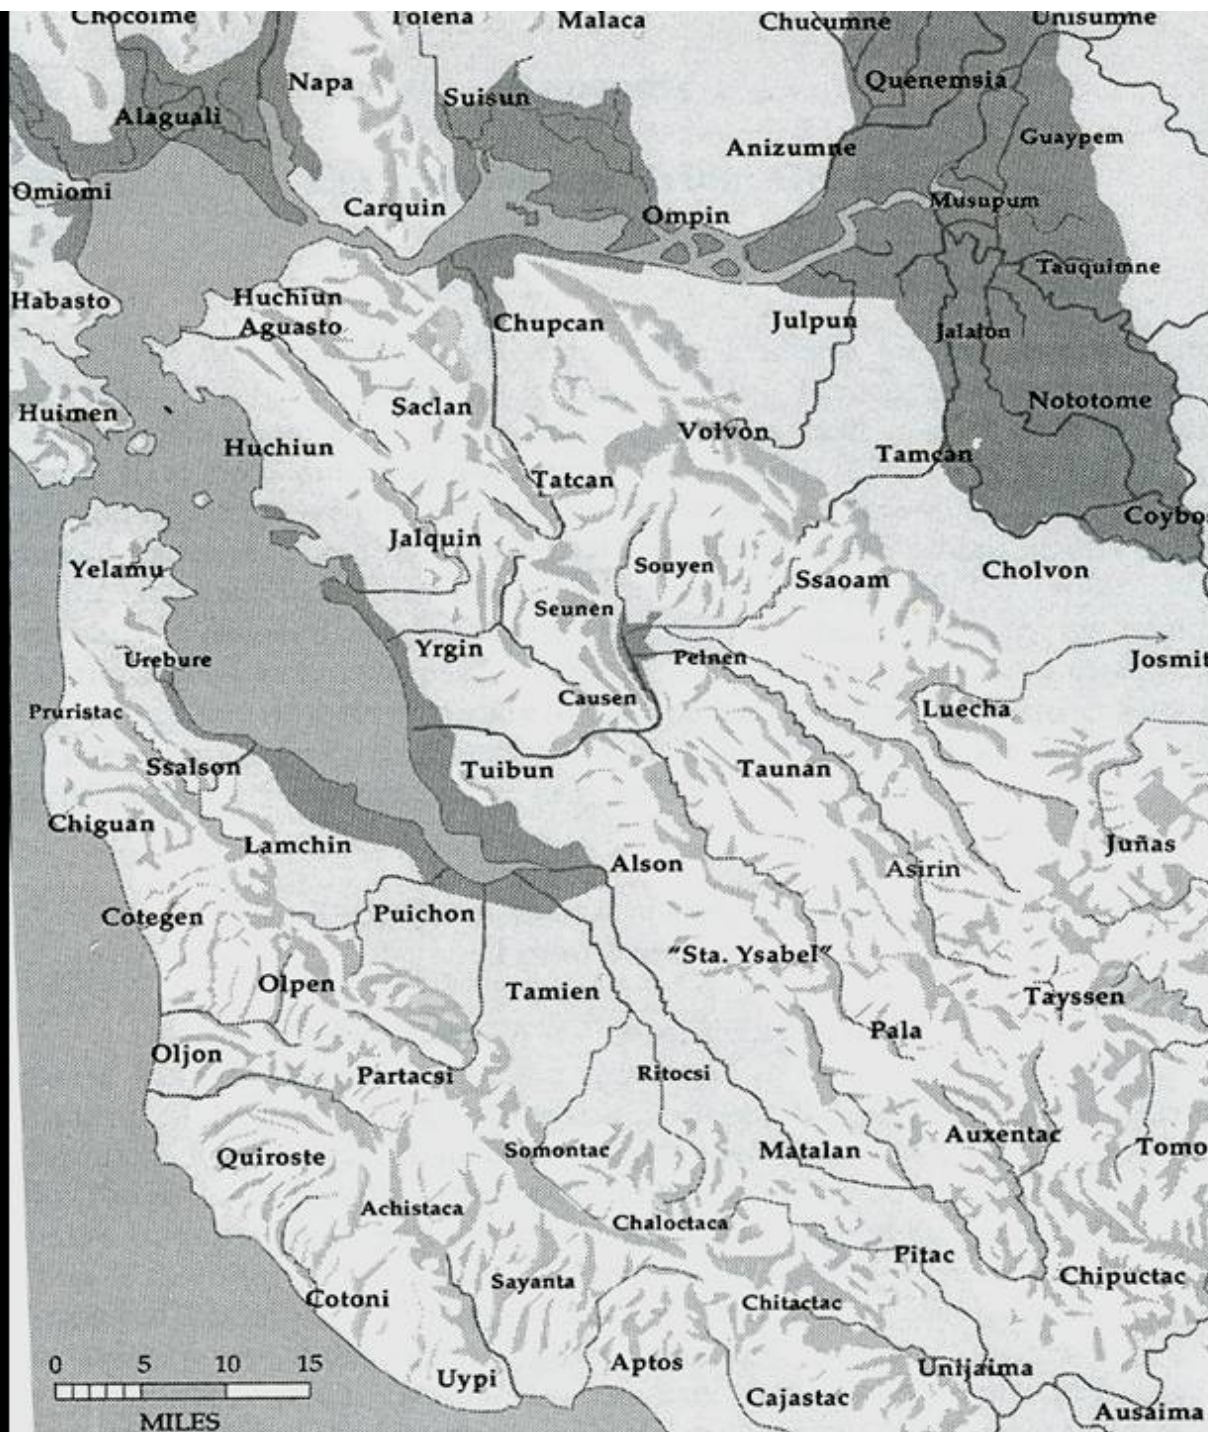 Chocoime
Tolena
Malaca
Chucumne
Unisumne
Napa
Quenemsia
Suisun
Alaguali
Guaypem
Anizumne
Omiomi
Carquin
Ompin
Musupum
Tauquimne
Habasto
Huchiun
Aguasto
Chupcan
Julpun
Jalalon
Huimen
Saclan
Nototome
Volvon
Huchiun
Tamcan
Tatcan
Coybos
Jalquin
Yelamu
Souyen
Ssaoam
Cholvon
Seunen
Yrgin
Urebure
Pelnen
Josmit
Causen
Pruristac
Luecha
Ssalson
Tuibun
Taunan
Chiguan
Lamchin
Juñas
Alson
Asirin
Cotegen
Puichon
"Sta. Ysabel"
Olpen
Tamien
Tayssen
Pala
Oljon
Partacsi
Ritocsi
Auxentac
Quiroste
Somontac
Matalan
Tomo
Achistaca
Chaloctaca
Pitac
Sayanta
Chipuctac
Cotoni
Chitactac
0 5 10 15
MILES
Uypi
Aptos
Unijaima
Cajastac
Ausaima